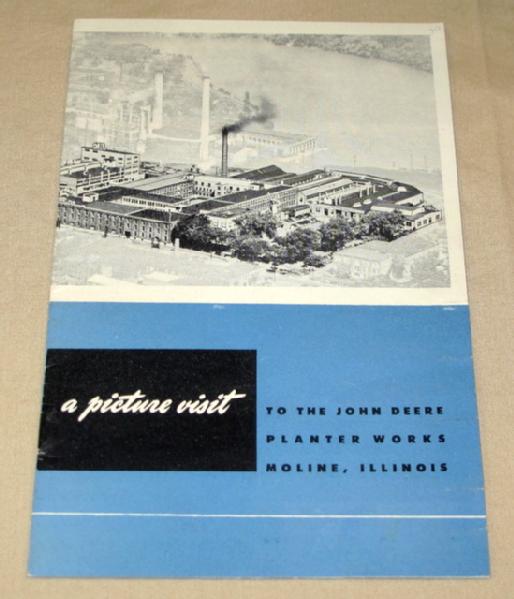 a picture visit
TO THE JOHN DEERE
PLANTER WORKS
MOLINE, ILLINOIS